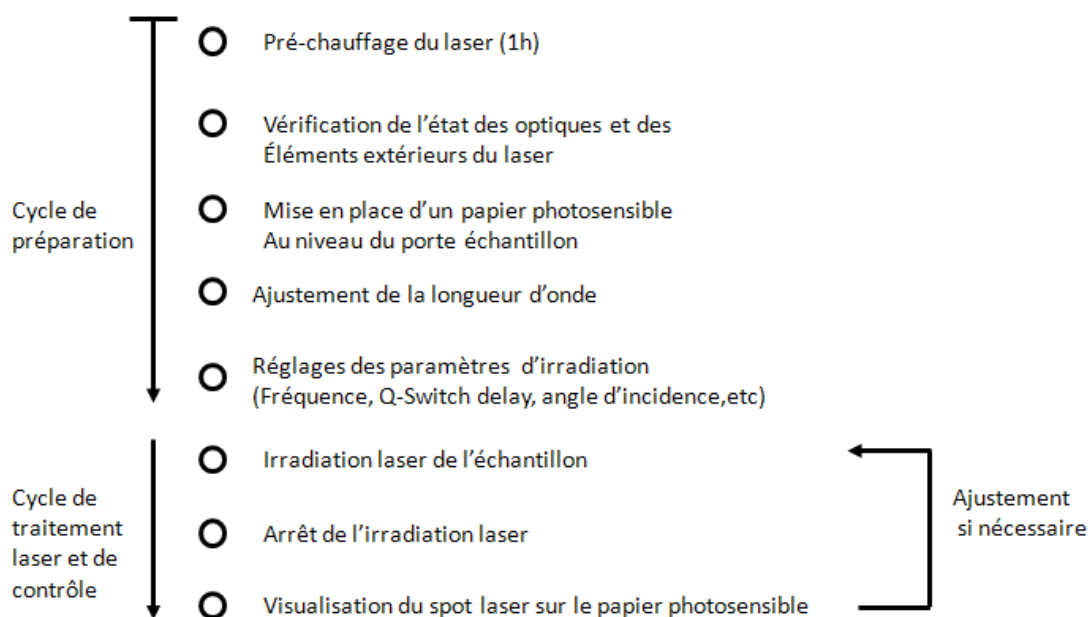 Pré-chauffage du laser (1h)
Vérification de l'état des optiques et des
Éléments extérieurs du laser
Cycle de
préparation
Mise en place d'un papier photosensible
Au niveau du porte échantillon
Ajustement de la longueur d'onde
Réglages des paramètres d'irradiation
(Fréquence, Q-Switch delay, angle d'incidence,etc)
Cycle de
traitement
laser et de
contrôle
Irradiation laser de l'échantillon
Arrêt de l'irradiation laser
Visualisation du spot laser sur le papier photosensible
Ajustement
si nécessaire